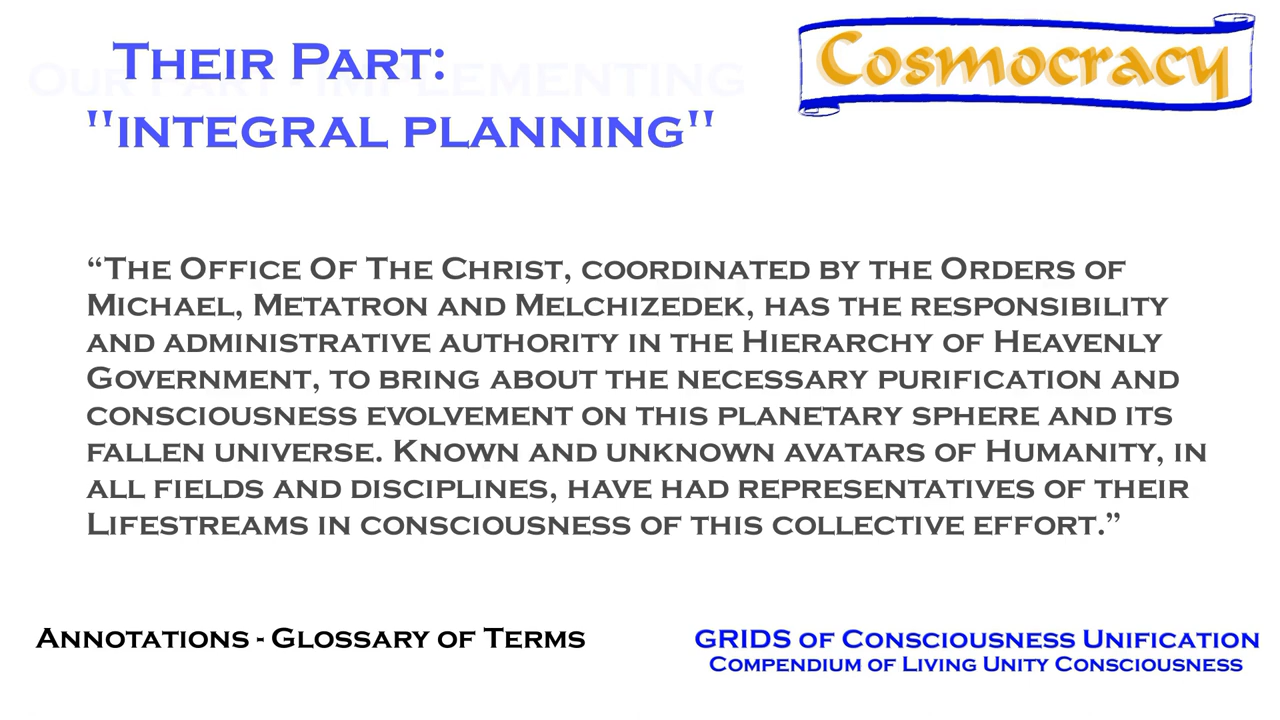 Cosmocracy
Their Part:
"integral planning"
Our Part - Implementing
“The Office Of The Christ, coordinated by the Orders of
Michael, Metatron and Melchizedek, has the responsibility
and administrative authority in the Hierarchy of Heavenly
Government, to bring about the necessary purification and
consciousness evolvement on this planetary sphere and its
fallen universe. Known and unknown avatars of Humanity, in
all fields and disciplines, have had representatives of their
Lifestreams in consciousness of this collective effort.”
Annotations - Glossary of Terms
GRIDS of Consciousness Unification
Compendium of Living Unity Consciousness